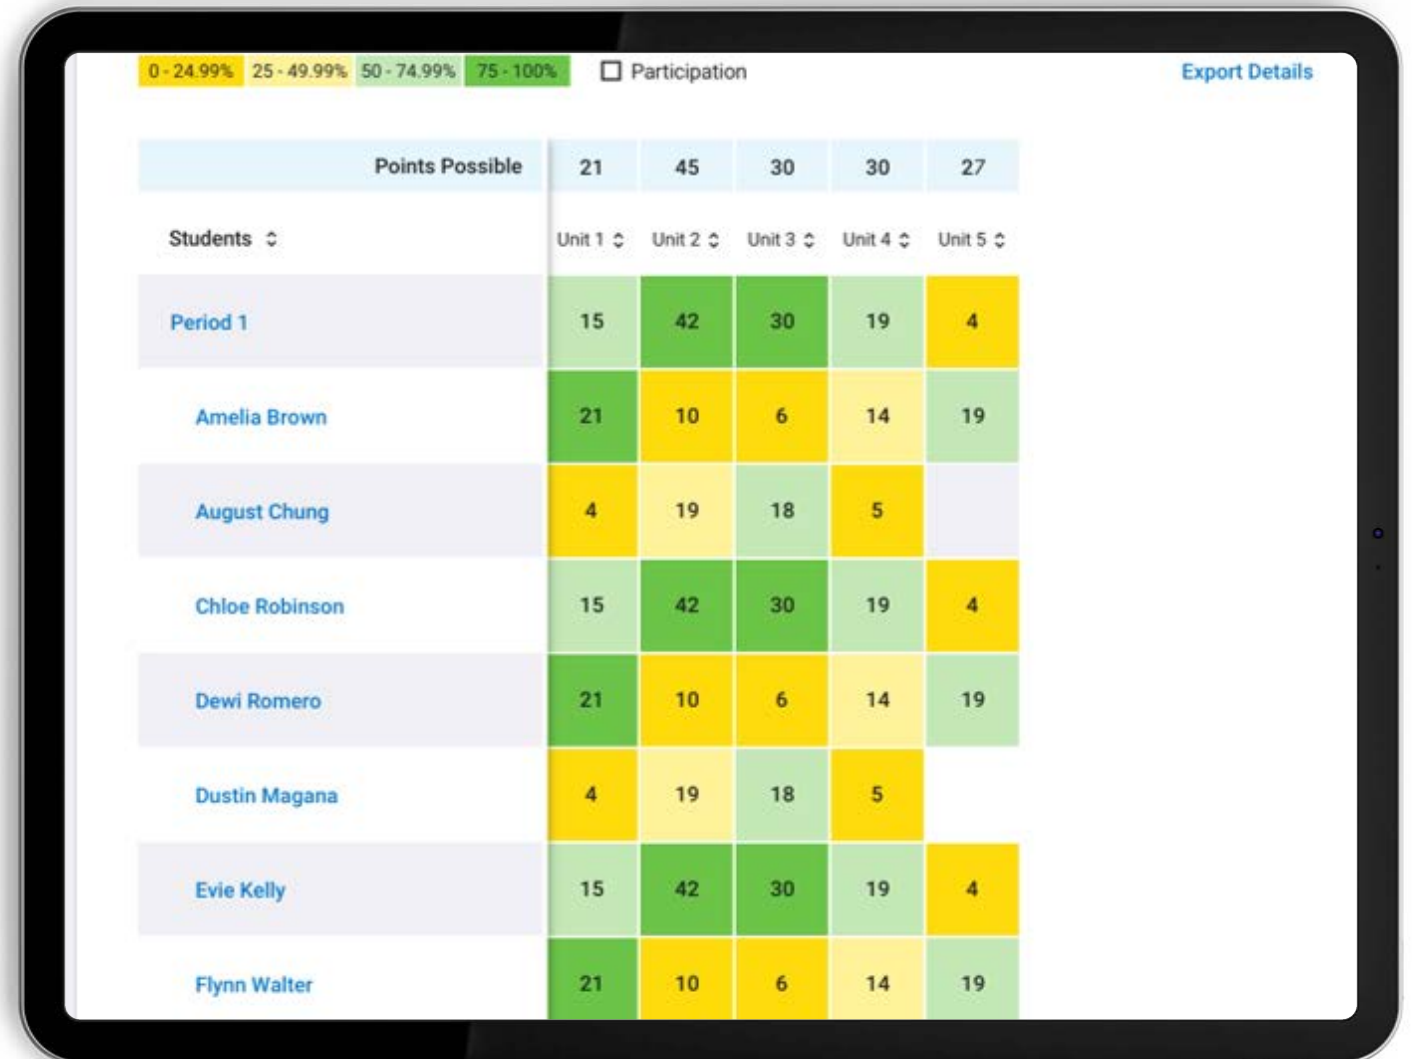 0 - 24.99% 25 - 49.99% 50 - 74.99% 75 - 100% Participation Export Details
Points Possible 21 45 30 30 27
Students Unit 1 Unit 2 Unit 3 Unit 4 Unit 5
Period 1 15 42 30 19 4
Amelia Brown 21 10 6 14 19
August Chung 4 19 18 5
Chloe Robinson 15 42 30 19 4
Dewi Romero 21 10 6 14 19
Dustin Magana 4 19 18 5
Evie Kelly 15 42 30 19 4
Flynn Walter 21 10 6 14 19